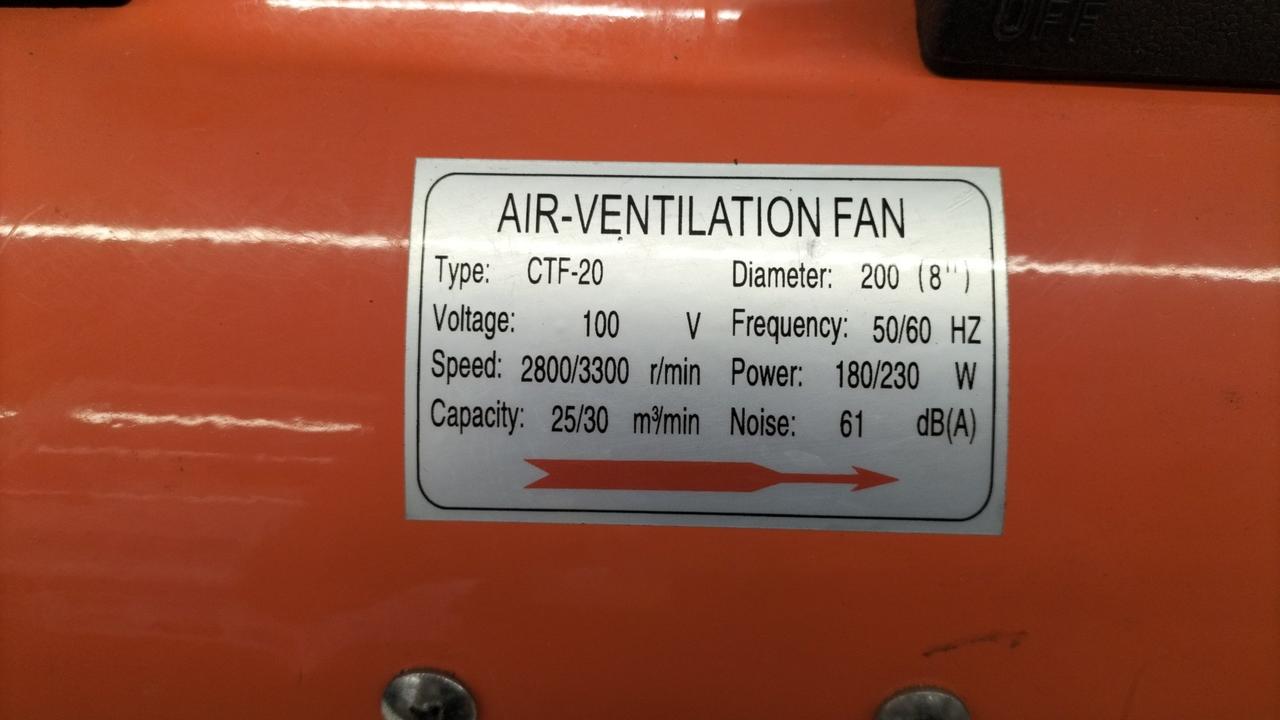 OFF
AIR-VENTILATION FAN
Type: CTF-20 Diameter: 200 (8'')
Voltage: 100 V Frequency: 50/60 HZ
Speed: 2800/3300 r/min Power: 180/230 W
Capacity: 25/30 m³/min Noise: 61 dB(A)